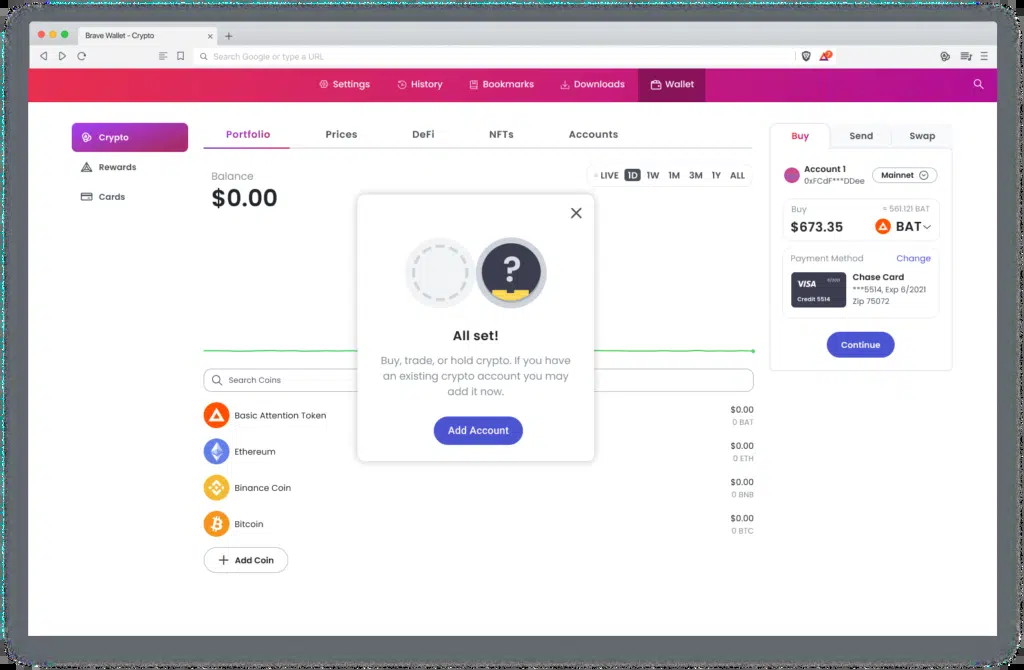 Brave Wallet - Crypto
Search Google or type a URL
Settings
History
Bookmarks
Downloads
Wallet
Crypto
Rewards
Cards
Portfolio
Prices
DeFi
NFTs
Accounts
Balance
$0.00
LIVE 1D 1W 1M 3M 1Y ALL
All set!
Buy, trade, or hold crypto. If you have
an existing crypto account you may
add it now.
Add Account
Search Coins
Basic Attention Token
$0.00
0 BAT
Ethereum
$0.00
0 ETH
Binance Coin
$0.00
0 BNB
Bitcoin
$0.00
0 BTC
Add Coin
Buy
Send
Swap
Account 1
0xFCdF***DDee
Mainnet
Buy
≈ 561.121 BAT
$673.35
BAT
Payment Method
Change
VISA
Credit 5514
Chase Card
***5514, Exp 6/2021
Zip 75072
Continue